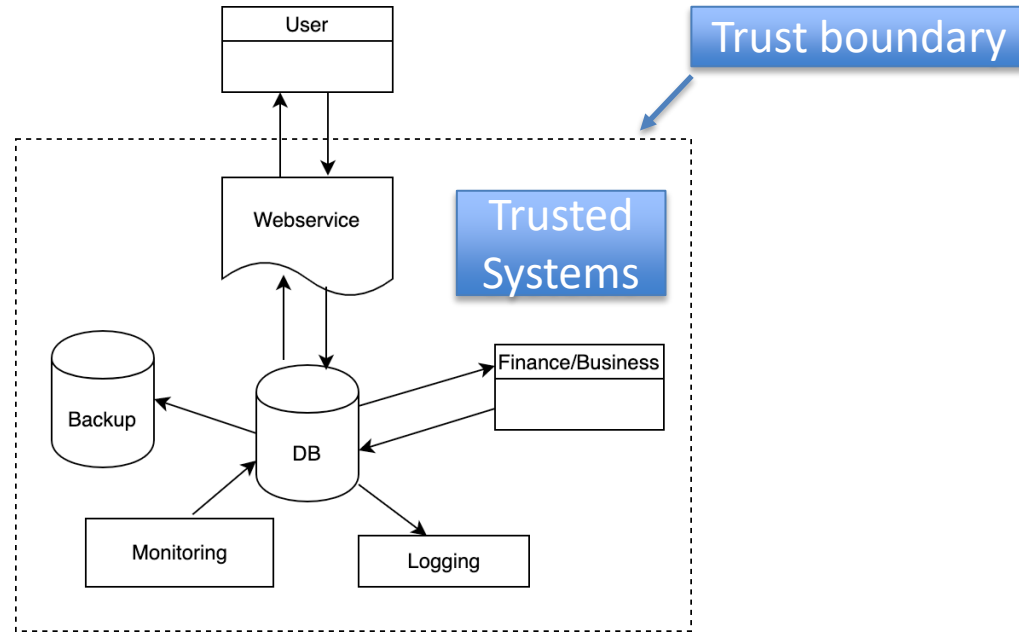 User
Trust boundary
Webservice
Trusted
Systems
Finance/Business
Backup
DB
Monitoring
Logging